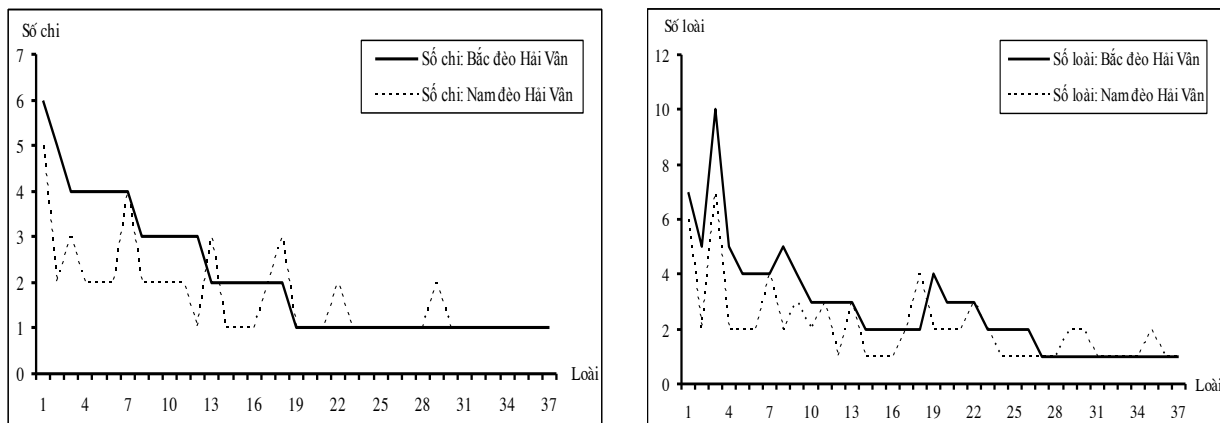 Số chi
7
6
5
4
3
2
1
0
Số chi: Bắc đèo Hải Vân
Số chi: Nam đèo Hải Vân
Loài
1 4 7 10 13 16 19 22 25 28 31 34 37
Số loài
12
10
8
6
4
2
0
Số loài: Bắc đèo Hải Vân
Số loài: Nam đèo Hải Vân
Loài
1 4 7 10 13 16 19 22 25 28 31 34 37